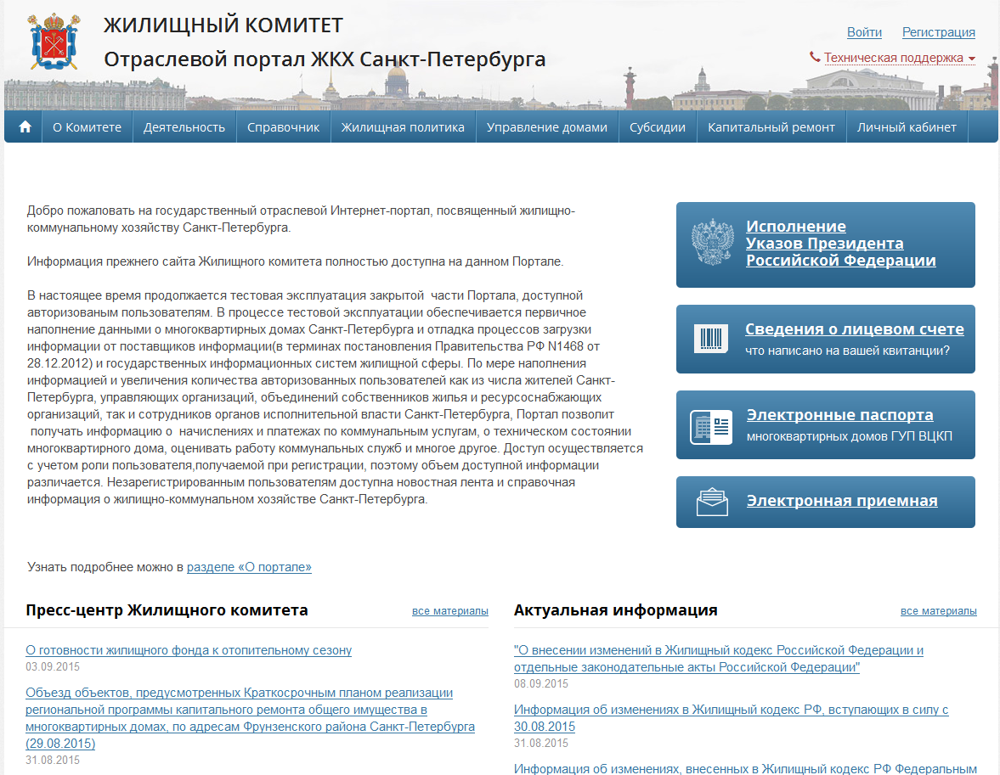 ЖИЛИЩНЫЙ КОМИТЕТ
Отраслевой портал ЖКХ Санкт-Петербурга
Войти Регистрация
Техническая поддержка
О Комитете Деятельность Справочник Жилищная политика Управление домами Субсидии Капитальный ремонт Личный кабинет
Добро пожаловать на государственный отраслевой Интернет-портал, посвященный жилищно-
коммунальному хозяйству Санкт-Петербурга.
Информация прежнего сайта Жилищного комитета полностью доступна на данном Портале.
В настоящее время продолжается тестовая эксплуатация закрытой  части Портала, доступной
авторизованым пользователям. В процессе тестовой эксплуатации обеспечивается первичное
наполнение данными о многоквартирных домах Санкт-Петербурга и отладка процессов загрузки
информации от поставщиков информации(в терминах постановления Правительства РФ N1468 от
28.12.2012) и государственных информационных систем жилищной сферы. По мере наполнения
информацией и увеличения количества авторизованных пользователей как из числа жителей Санкт-
Петербурга, управляющих организаций, объединений собственников жилья и ресурсоснабжающих
организаций, так и сотрудников органов исполнительной власти Санкт-Петербурга, Портал позволит
получать информацию о  начислениях и платежах по коммунальным услугам, о техническом состоянии
многоквартирного дома, оценивать работу коммунальных служб и многое другое. Доступ осуществляется
с учетом роли пользователя,получаемой при регистрации, поэтому объем доступной информации
различается. Незарегистрированным пользователям доступна новостная лента и справочная
информация о жилищно-коммунальном хозяйстве Санкт-Петербурга.
Узнать подробнее можно в разделе «О портале»
Исполнение
Указов Президента
Российской Федерации
Сведения о лицевом счете
что написано на вашей квитанции?
Электронные паспорта
многоквартирных домов ГУП ВЦКП
Электронная приемная
Пресс-центр Жилищного комитета все материалы
О готовности жилищного фонда к отопительному сезону
03.09.2015
Объезд объектов, предусмотренных Краткосрочным планом реализации
региональной программы капитального ремонта общего имущества в
многоквартирных домах, по адресам Фрунзенского района Санкт-Петербурга
(29.08.2015)
31.08.2015
Актуальная информация все материалы
"О внесении изменений в Жилищный кодекс Российской Федерации и
отдельные законодательные акты Российской Федерации"
08.09.2015
Информация об изменениях в Жилищный кодекс РФ, вступающих в силу с
30.08.2015
31.08.2015
Информация об изменениях, внесенных в Жилищный кодекс РФ Федеральным